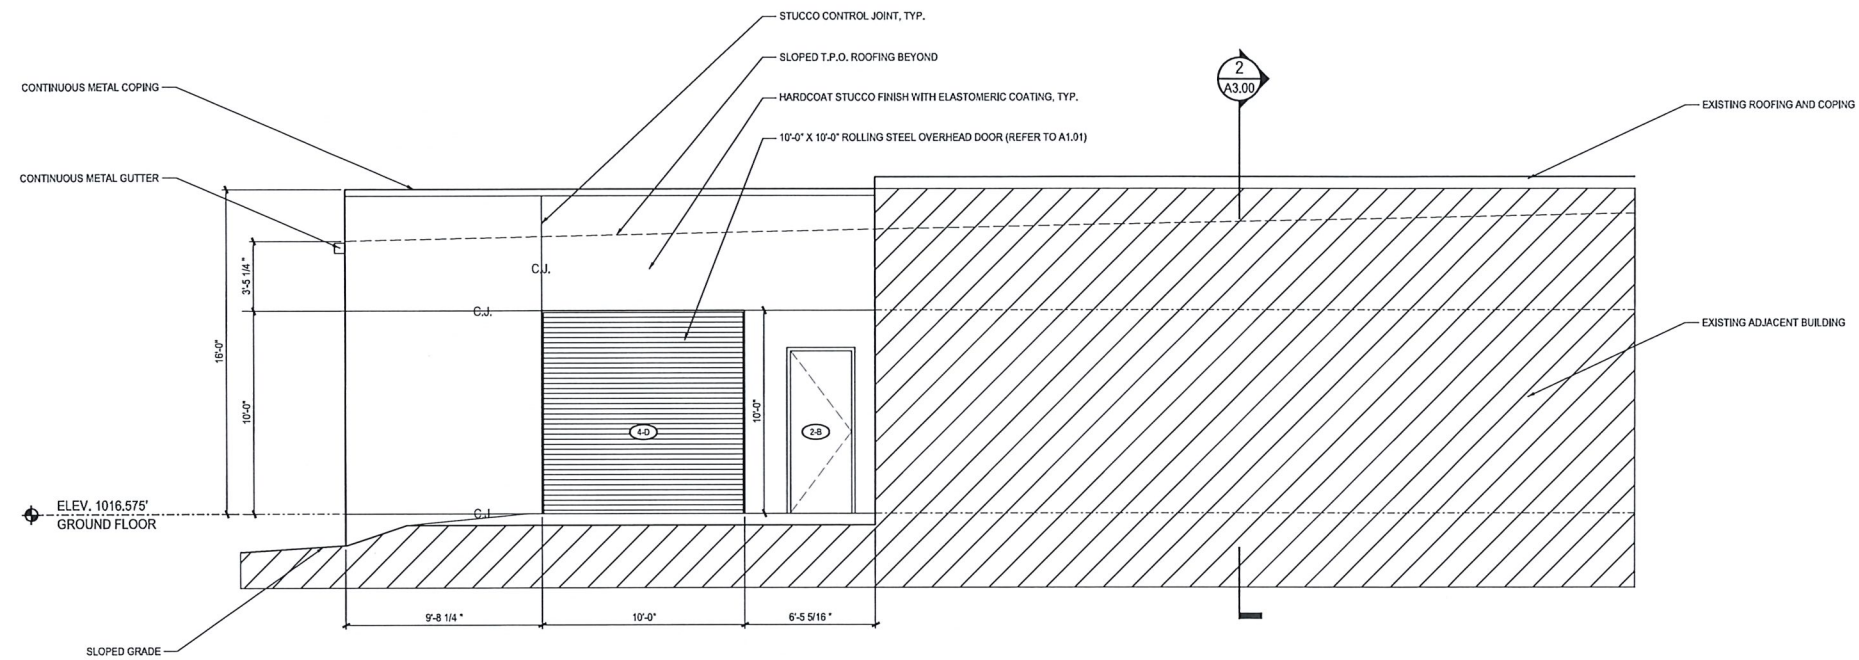 STUCCO CONTROL JOINT, TYP.
SLOPED T.P.O. ROOFING BEYOND
HARDCOAT STUCCO FINISH WITH ELASTOMERIC COATING, TYP.
10'-0" X 10'-0" ROLLING STEEL OVERHEAD DOOR (REFER TO A1.01)
CONTINUOUS METAL COPING
CONTINUOUS METAL GUTTER
2
A3.00
EXISTING ROOFING AND COPING
EXISTING ADJACENT BUILDING
3'-5 1/4 "
16'-0"
10'-0"
C.J.
C.J.
10'-0"
4-D
2-B
C.J.
ELEV. 1016.575'
GROUND FLOOR
9'-8 1/4 "
10'-0"
6'-5 5/16 "
SLOPED GRADE